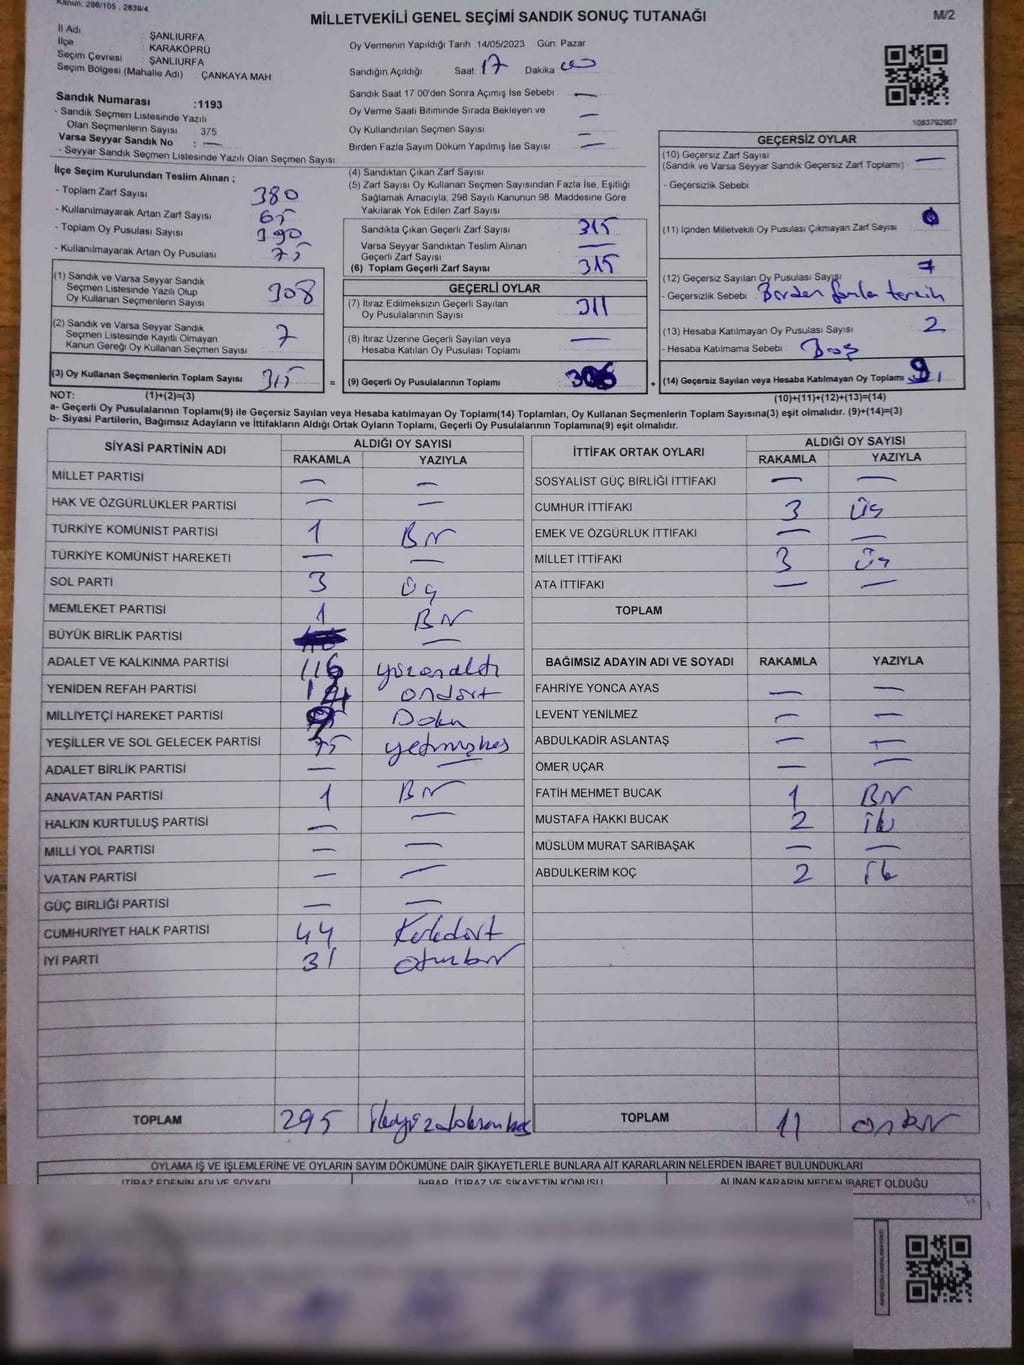 Kanun: 298/105 , 2839/4
MİLLETVEKİLİ GENEL SEÇİMİ SANDIK SONUÇ TUTANAĞI
M/2
İl Adı ŞANLIURFA
İlçe KARAKÖPRÜ
Seçim Çevresi ŞANLIURFA
Seçim Bölgesi (Mahalle Adı) ÇANKAYA MAH
Sandık Numarası :1193
- Sandık Seçmen Listesinde Yazılı
Olan Seçmenlerin Sayısı 375
Varsa Seyyar Sandık No : —
- Seyyar Sandık Seçmen Listesinde Yazılı Olan Seçmen Sayısı
Oy Vermenin Yapıldığı Tarih 14/05/2023 Gün: Pazar
Sandığın Açıldığı Saat 17 Dakika 00
Sandık Saat 17 00'den Sonra Açımış İse Sebebi —
Oy Verme Saati Bitiminde Sırada Bekleyen ve —
Oy Kullandırılan Seçmen Sayısı —
Birden Fazla Sayım Döküm Yapılmış İse Sayısı —
1083792907
İlçe Seçim Kurulundan Teslim Alınan ;
- Toplam Zarf Sayısı 380
- Kullanılmayarak Artan Zarf Sayısı 65
- Toplam Oy Pusulası Sayısı 390
- Kullanılmayarak Artan Oy Pusulası 75
(1) Sandık ve Varsa Seyyar Sandık
Seçmen Listesinde Yazılı Olup
Oy Kullanan Seçmenlerin Sayısı 308
(2) Sandık ve Varsa Seyyar Sandık
Seçmen Listesinde Kayıtlı Olmayan
Kanun Gereği Oy Kullanan Seçmen Sayısı 7
(3) Oy Kullanan Seçmenlerin Toplam Sayısı 315 =
(1)+(2)=(3)
(4) Sandıktan Çıkan Zarf Sayısı
(5) Zarf Sayısı Oy Kullanan Seçmen Sayısından Fazla İse, Eşitliği
Sağlamak Amacıyla; 298 Sayılı Kanunun 98 Maddesine Göre
Yakılarak Yok Edilen Zarf Sayısı
Sandıkta Çıkan Geçerli Zarf Sayısı 315
Varsa Seyyar Sandıktan Teslim Alınan —
Geçerli Zarf Sayısı
(6) Toplam Geçerli Zarf Sayısı 315
GEÇERLİ OYLAR
(7) İtiraz Edilmeksizin Geçerli Sayılan
Oy Pusulalarının Sayısı 311
(8) İtiraz Üzerine Geçerli Sayılan veya
Hesaba Katılan Oy Pusulası Toplamı —
(9) Geçerli Oy Pusulalarının Toplamı 306 +
GEÇERSİZ OYLAR
(10) Geçersiz Zarf Sayısı —
(Sandık ve Varsa Seyyar Sandık Geçersiz Zarf Toplamı)
- Geçersizlik Sebebi
(11) İçinden Milletvekili Oy Pusulası Çıkmayan Zarf Sayısı 0
(12) Geçersiz Sayılan Oy Pusulası Sayısı 7
- Geçersizlik Sebebi Birden fazla tercih
(13) Hesaba Katılmayan Oy Pusulası Sayısı 2
- Hesaba Katılmama Sebebi Boş
(14) Geçersiz Sayılan veya Hesaba Katılmayan Oy Toplamı 9
(10)+(11)+(12)+(13)=(14)
NOT:
a- Geçerli Oy Pusulalarının Toplamı(9) ile Geçersiz Sayılan veya Hesaba katılmayan Oy Toplamı(14) Toplamları, Oy Kullanan Seçmenlerin Toplam Sayısına(3) eşit olmalıdır. (9)+(14)=(3)
b- Siyasi Partilerin, Bağımsız Adayların ve İttifakların Aldığı Ortak Oyların Toplamı, Geçerli Oy Pusulalarının Toplamına(9) eşit olmalıdır.
SİYASİ PARTİNİN ADI ALDIĞI OY SAYISI
RAKAMLA YAZIYLA
MİLLET PARTİSİ — —
HAK VE ÖZGÜRLÜKLER PARTİSİ — —
TÜRKİYE KOMÜNİST PARTİSİ 1 Bir
TÜRKİYE KOMÜNİST HAREKETİ — —
SOL PARTİ 3 Üç
MEMLEKET PARTİSİ 1 Bir
BÜYÜK BİRLİK PARTİSİ —
ADALET VE KALKINMA PARTİSİ 116 yüzonaltı
YENİDEN REFAH PARTİSİ 14 ondört
MİLLİYETÇİ HAREKET PARTİSİ 9 Dokuz
YEŞİLLER VE SOL GELECEK PARTİSİ 75 yetmişbeş
ADALET BİRLİK PARTİSİ — —
ANAVATAN PARTİSİ 1 Bir
HALKIN KURTULUŞ PARTİSİ — —
MİLLİ YOL PARTİSİ — —
VATAN PARTİSİ — —
GÜÇ BİRLİĞİ PARTİSİ — —
CUMHURİYET HALK PARTİSİ 44 Kırkdört
İYİ PARTİ 31 otuzbir
TOPLAM 295
İTTİFAK ORTAK OYLARI ALDIĞI OY SAYISI
RAKAMLA YAZIYLA
SOSYALİST GÜÇ BİRLİĞİ İTTİFAKI — —
CUMHUR İTTİFAKI 3 Üç
EMEK VE ÖZGÜRLÜK İTTİFAKI — —
MİLLET İTTİFAKI 3 Üç
ATA İTTİFAKI — —
TOPLAM
BAĞIMSIZ ADAYIN ADI VE SOYADI RAKAMLA YAZIYLA
FAHRİYE YONCA AYAS — —
LEVENT YENİLMEZ — —
ABDULKADİR ASLANTAŞ — —
ÖMER UÇAR — —
FATİH MEHMET BUCAK 1 Bir
MUSTAFA HAKKI BUCAK 2 İki
MÜSLÜM MURAT SARIBAŞAK — —
ABDULKERİM KOÇ 2 İki
TOPLAM 11 onbir
OYLAMA İŞ VE İŞLEMLERİNE VE OYLARIN SAYIM DÖKÜMÜNE DAİR ŞİKAYETLERLE BUNLARA AİT KARARLARIN NELERDEN İBARET BULUNDUKLARI
İTİRAZ EDENİN ADI VE SOYADI İHBAR, İTİRAZ VE ŞİKAYETİN KONUSU ALINAN KARARIN NEDEN İBARET OLDUĞU